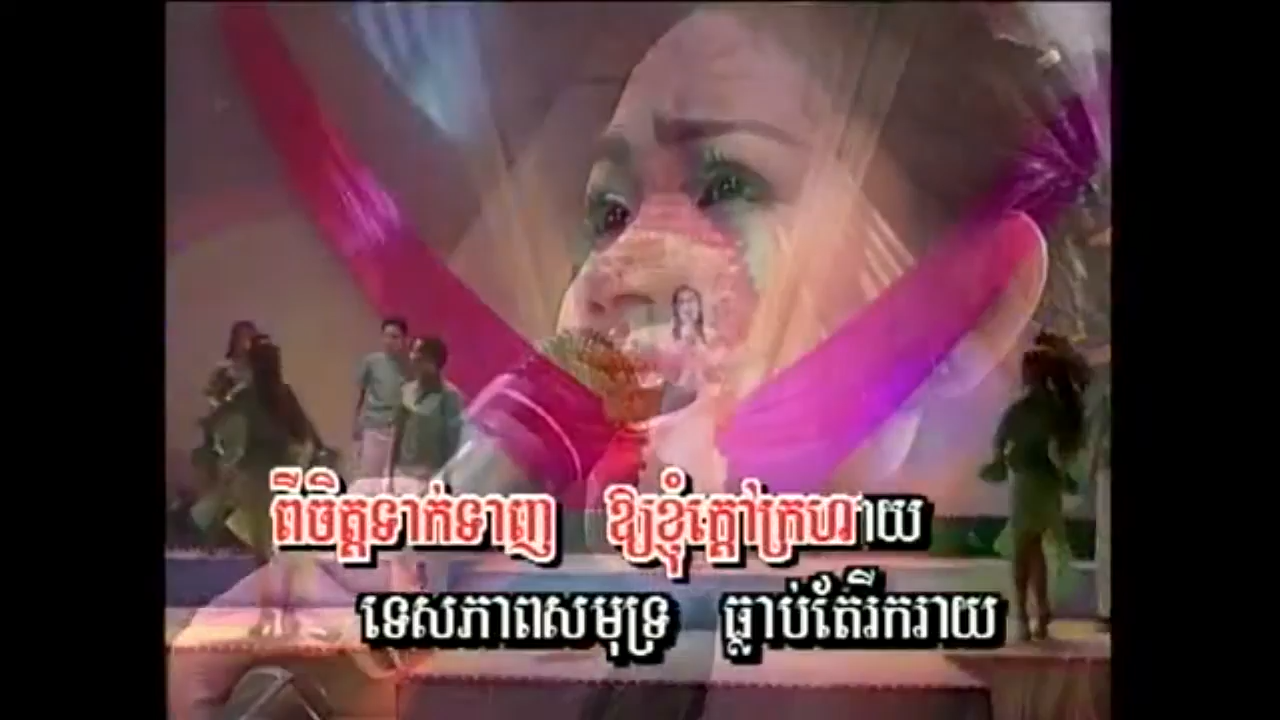 ពីចិត្តទាក់ទាញ ឱ្យខ្ញុំក្ដៅក្រហាយ
ទេសភាពសមុទ្រ ធ្លាប់តែរីករាយ